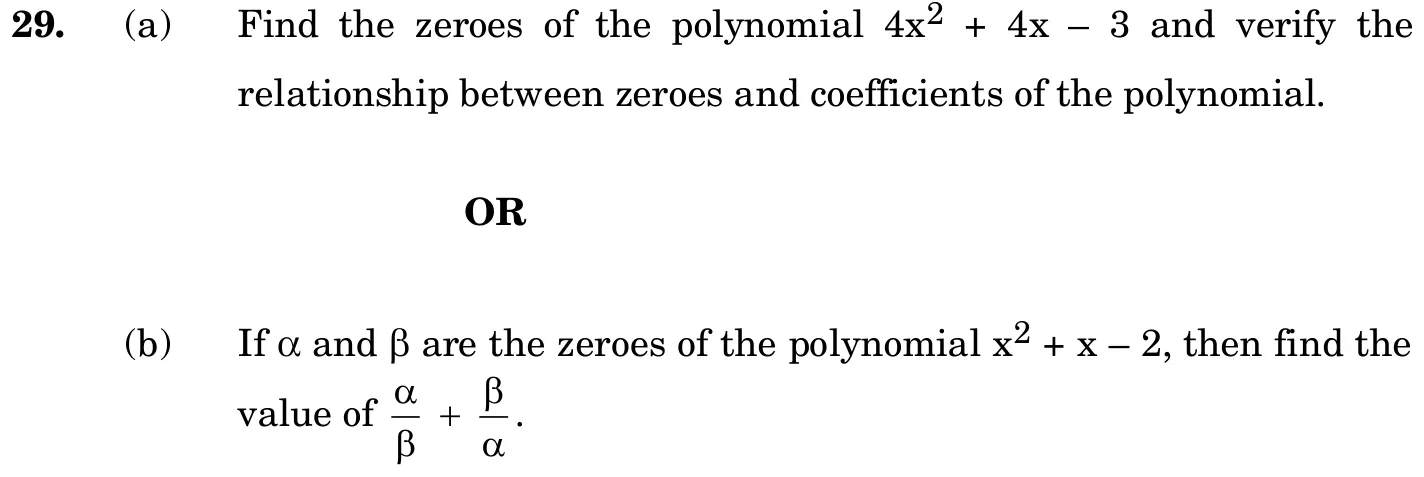 29. (a) Find the zeroes of the polynomial 4x² + 4x – 3 and verify the
relationship between zeroes and coefficients of the polynomial.
OR
(b) If α and β are the zeroes of the polynomial x² + x – 2, then find the
value of α/β + β/α.